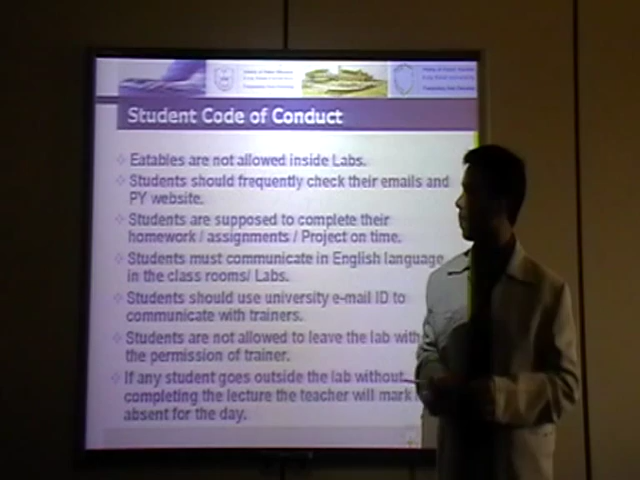 Student Code of Conduct
Eatables are not allowed inside Labs.
Students should frequently check their emails and
PY website.
Students are supposed to complete their
homework / assignments / Project on time.
Students must communicate in English language
in the class rooms/ Labs.
Students should use university e-mail ID to
communicate with trainers.
Students are not allowed to leave the lab with
the permission of trainer.
If any student goes outside the lab without
completing the lecture the teacher will mark
absent for the day.